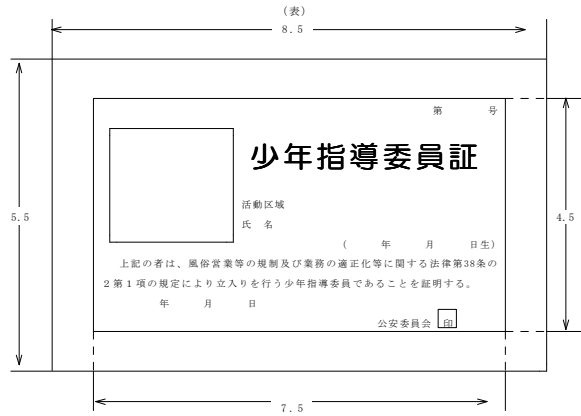 （表）
8.5
第　　号
少年指導委員証
5.5
活動区域
4.5
氏 名
（　　年　　月　　日生）
上記の者は、風俗営業等の規制及び業務の適正化等に関する法律第38条の
２第１項の規定により立入りを行う少年指導委員であることを証明する。
年　　月　　日
公安委員会 印
7.5